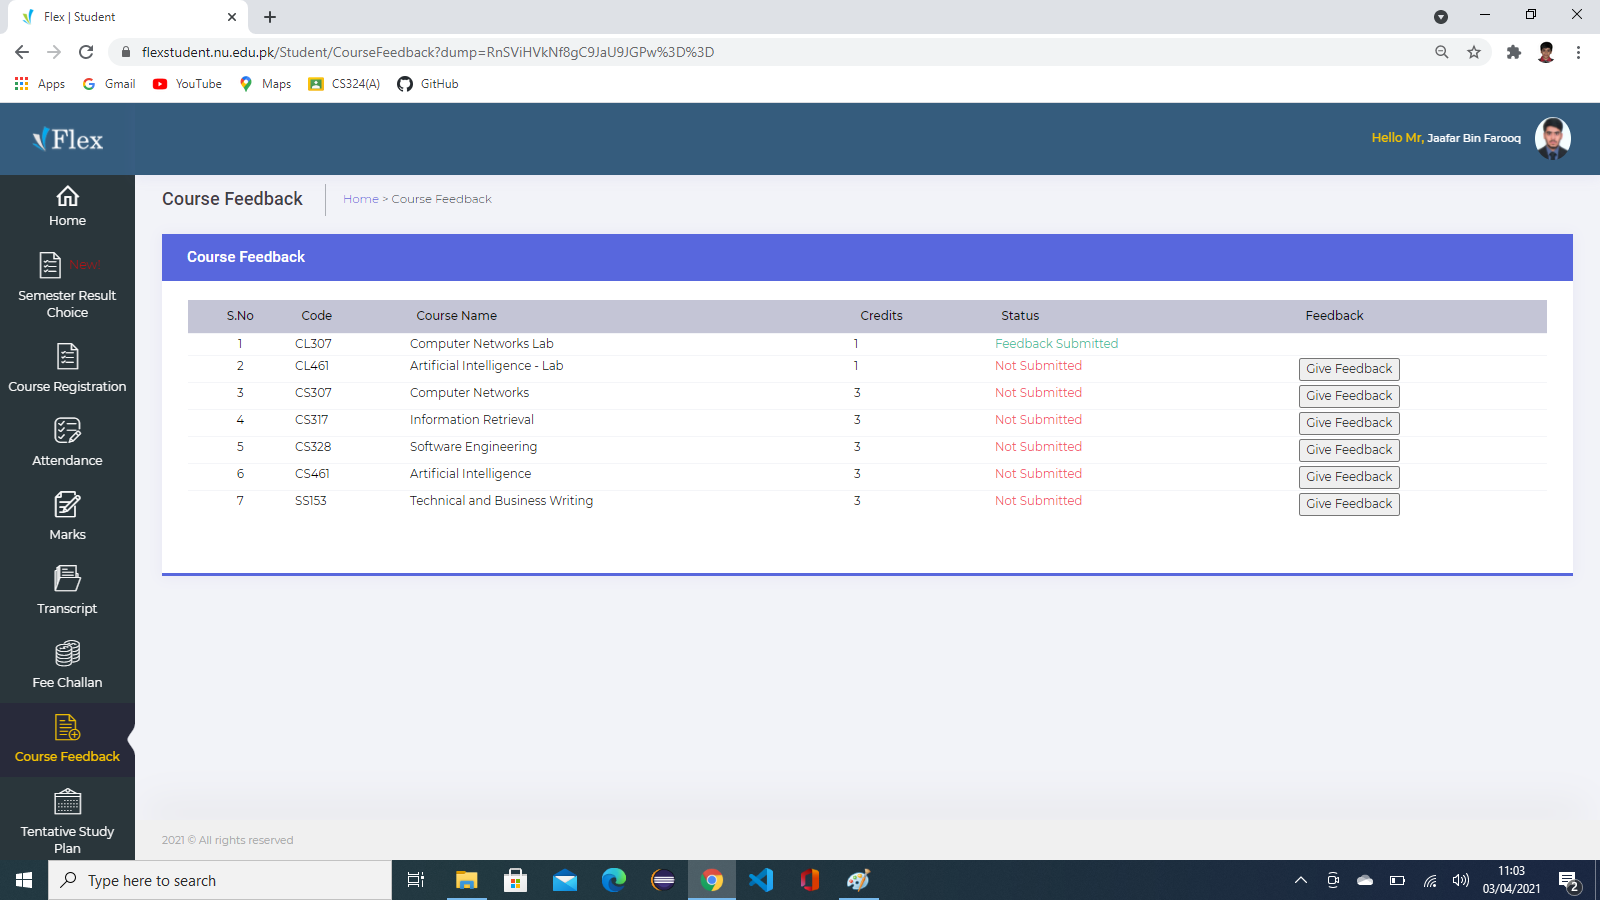 Flex | Student
flexstudent.nu.edu.pk/Student/CourseFeedback?dump=RnSViHVkNf8gC9JaU9JGPw%3D%3D
Apps Gmail YouTube Maps CS324(A) GitHub
Flex
Hello Mr, Jaafar Bin Farooq
Home
New!
Semester Result
Choice
Course Registration
Attendance
Marks
Transcript
Fee Challan
Course Feedback
Tentative Study
Plan
Course Feedback Home > Course Feedback
Course Feedback
S.No Code Course Name Credits Status Feedback
1 CL307 Computer Networks Lab 1 Feedback Submitted
2 CL461 Artificial Intelligence - Lab 1 Not Submitted Give Feedback
3 CS307 Computer Networks 3 Not Submitted Give Feedback
4 CS317 Information Retrieval 3 Not Submitted Give Feedback
5 CS328 Software Engineering 3 Not Submitted Give Feedback
6 CS461 Artificial Intelligence 3 Not Submitted Give Feedback
7 SS153 Technical and Business Writing 3 Not Submitted Give Feedback
2021 © All rights reserved
Type here to search
11:03
03/04/2021
2